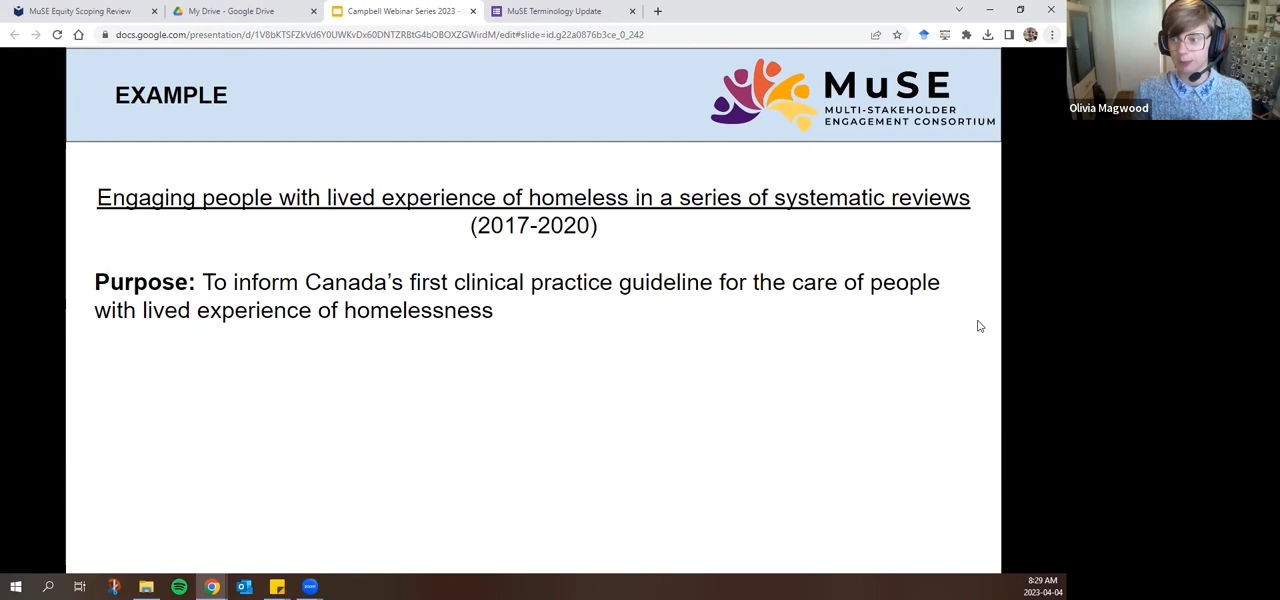 MuSE Equity Scoping Review
My Drive - Google Drive
Campbell Webinar Series 2023 -
MuSE Terminology Update
docs.google.com/presentation/d/1V8bKTSFZkVd6Y0UWKvDx60DNTZRBtG4bOBOXZGWirdM/edit#slide=id.g22a0876b3ce_0_242
EXAMPLE
MuSE
MULTI-STAKEHOLDER
ENGAGEMENT CONSORTIUM
Olivia Magwood
Engaging people with lived experience of homeless in a series of systematic reviews
(2017-2020)
Purpose: To inform Canada's first clinical practice guideline for the care of people
with lived experience of homelessness
8:29 AM
2023-04-04